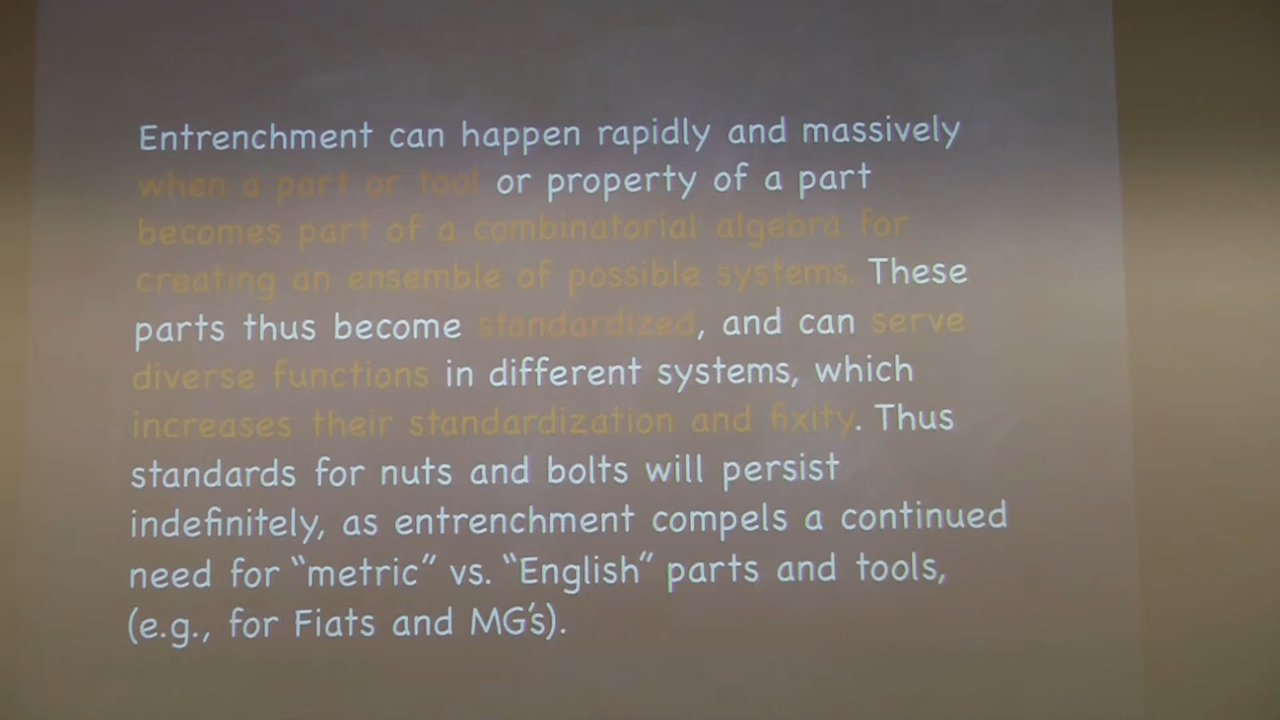 Entrenchment can happen rapidly and massively
when a part or tool or property of a part
becomes part of a combinatorial algebra for
creating an ensemble of possible systems. These
parts thus become standardized, and can serve
diverse functions in different systems, which
increases their standardization and fixity. Thus
standards for nuts and bolts will persist
indefinitely, as entrenchment compels a continued
need for “metric” vs. “English” parts and tools,
(e.g., for Fiats and MG's).